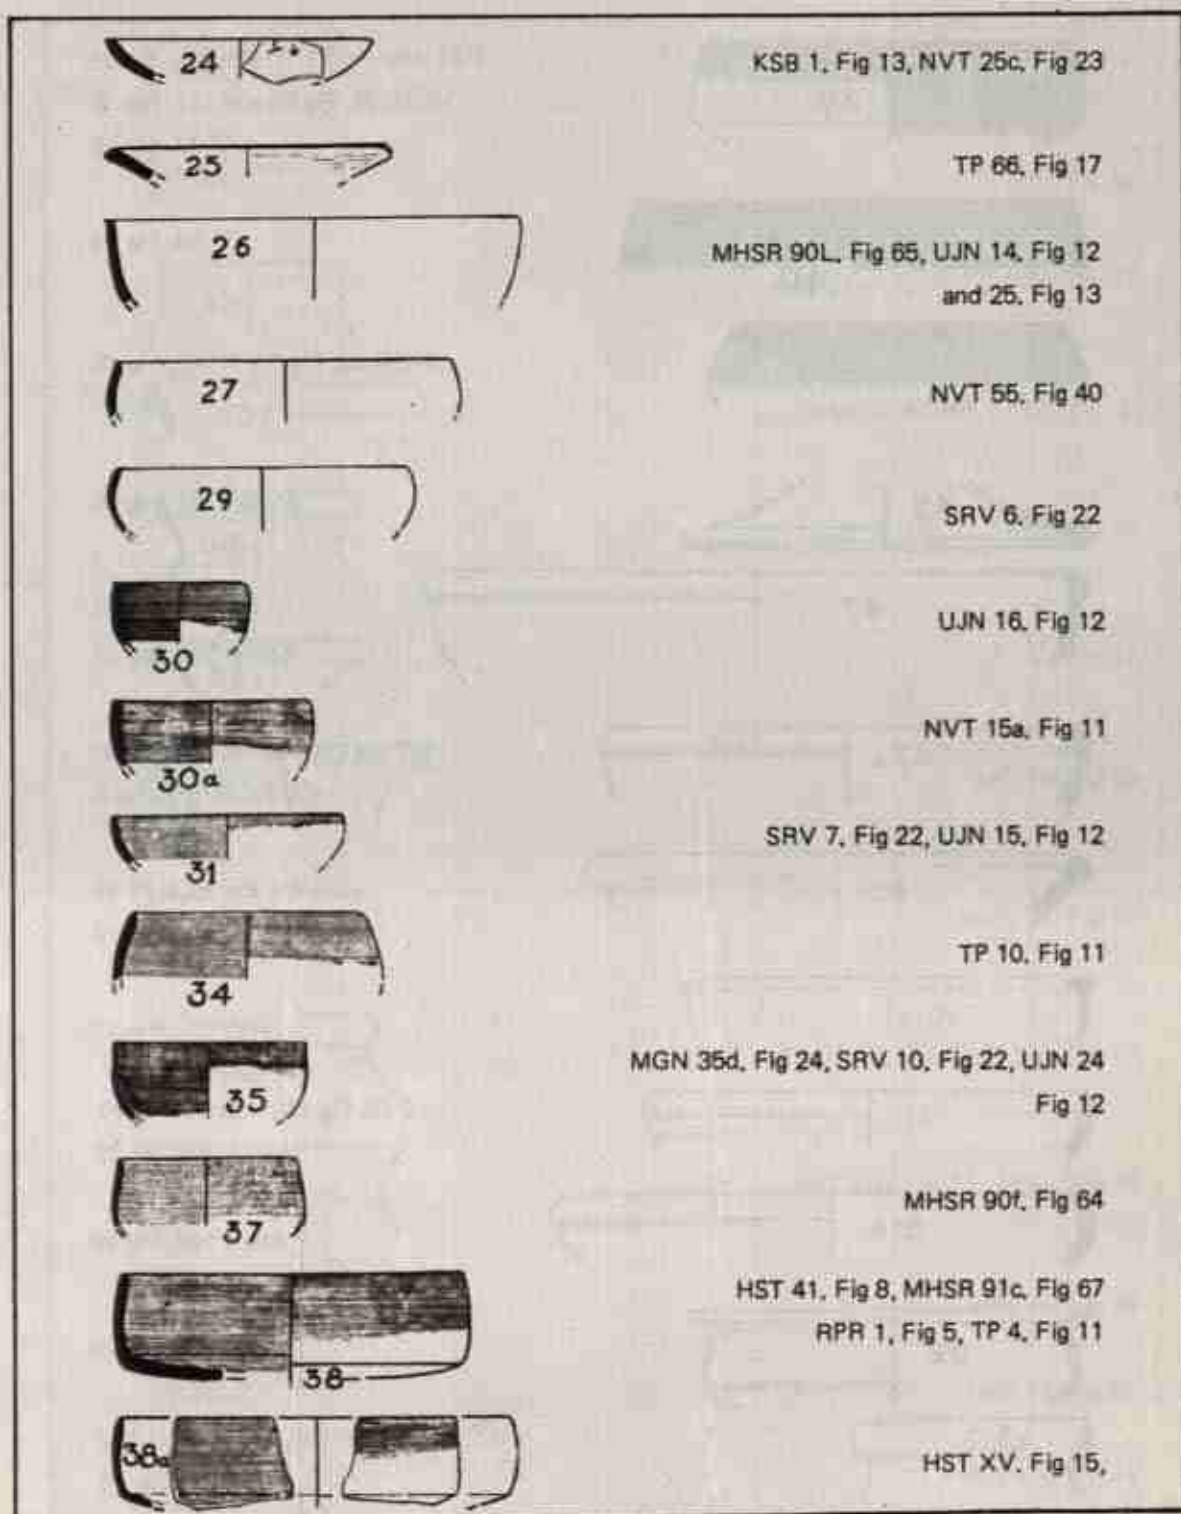 24 KSB 1, Fig 13, NVT 25c, Fig 23
25 TP 66, Fig 17
26 MHSR 90L, Fig 65, UJN 14, Fig 12
and 25, Fig 13
27 NVT 55, Fig 40
29 SRV 6, Fig 22
30 UJN 16, Fig 12
30a NVT 15a, Fig 11
31 SRV 7, Fig 22, UJN 15, Fig 12
34 TP 10, Fig 11
35 MGN 35d, Fig 24, SRV 10, Fig 22, UJN 24
Fig 12
37 MHSR 90f, Fig 64
38 HST 41, Fig 8, MHSR 91c, Fig 67
RPR 1, Fig 5, TP 4, Fig 11
38a HST XV, Fig 15,